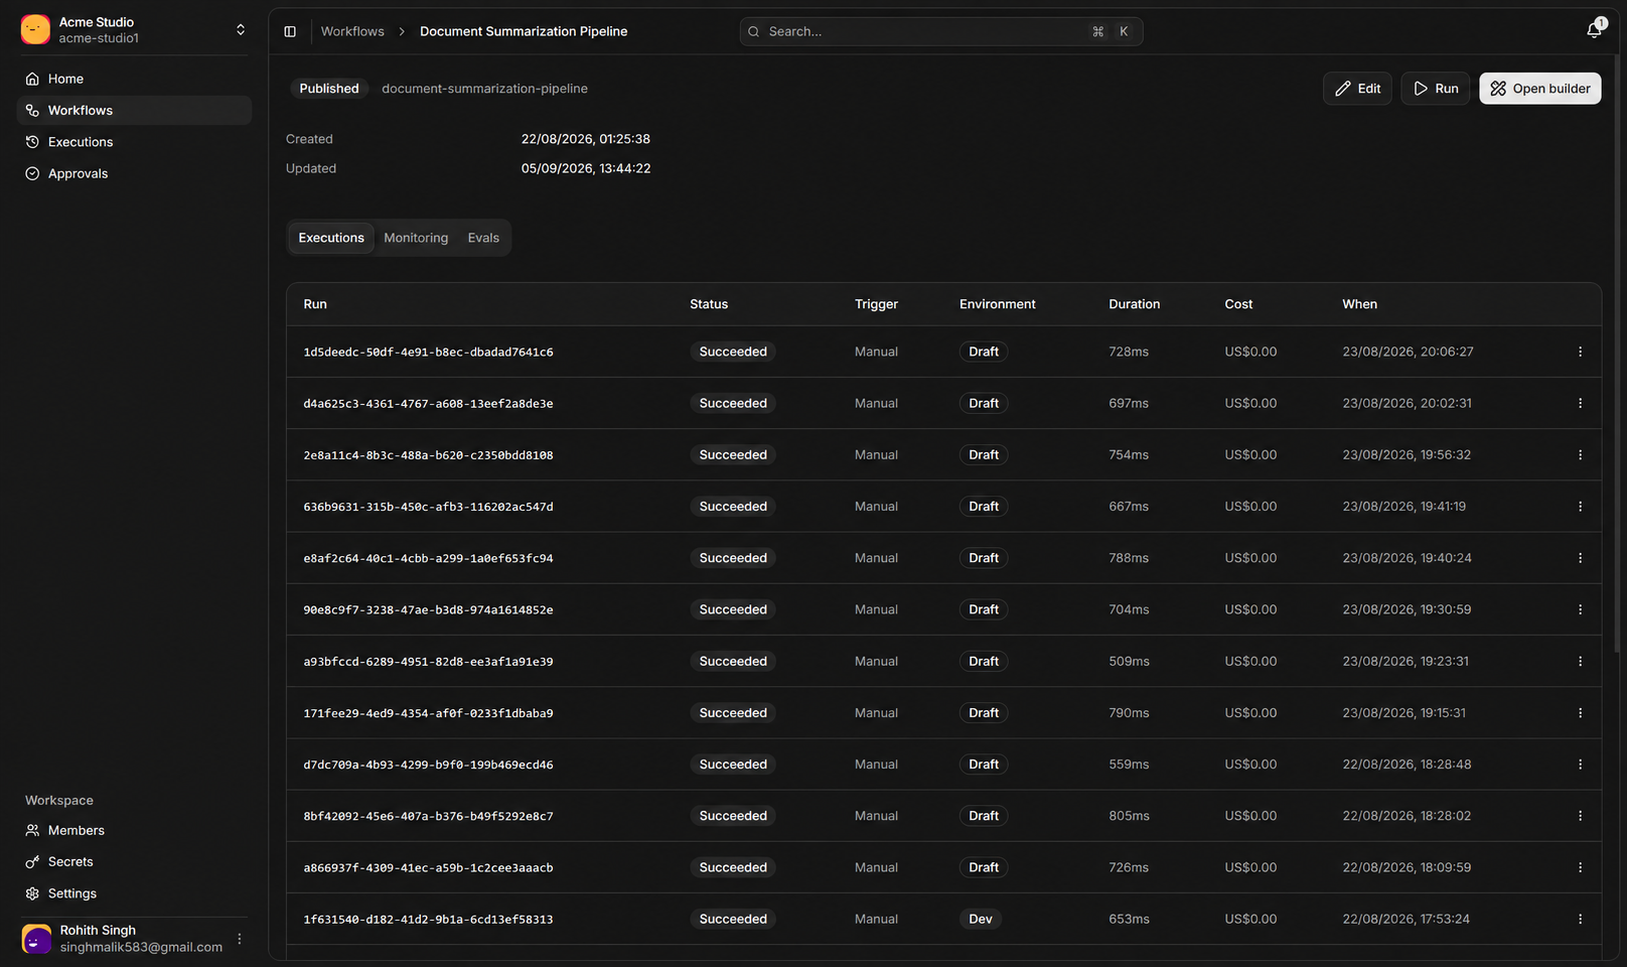 Acme Studio
acme-studio1
Home
Workflows
Executions
Approvals
Workspace
Members
Secrets
Settings
Rohith Singh
singhmalik583@gmail.com
Workflows > Document Summarization Pipeline
Search... ⌘ K
1
Published document-summarization-pipeline
Edit Run Open builder
Created 22/08/2026, 01:25:38
Updated 05/09/2026, 13:44:22
Executions Monitoring Evals
Run Status Trigger Environment Duration Cost When
1d5deedc-50df-4e91-b8ec-dbadad7641c6 Succeeded Manual Draft 728ms US$0.00 23/08/2026, 20:06:27
d4a625c3-4361-4767-a608-13eef2a8de3e Succeeded Manual Draft 697ms US$0.00 23/08/2026, 20:02:31
2e8a11c4-8b3c-488a-b620-c2350bdd8108 Succeeded Manual Draft 754ms US$0.00 23/08/2026, 19:56:32
636b9631-315b-450c-afb3-116202ac547d Succeeded Manual Draft 667ms US$0.00 23/08/2026, 19:41:19
e8af2c64-40c1-4cbb-a299-1a0ef653fc94 Succeeded Manual Draft 788ms US$0.00 23/08/2026, 19:40:24
90e8c9f7-3238-47ae-b3d8-974a1614852e Succeeded Manual Draft 704ms US$0.00 23/08/2026, 19:30:59
a93bfccd-6289-4951-82d8-ee3af1a91e39 Succeeded Manual Draft 509ms US$0.00 23/08/2026, 19:23:31
171fee29-4ed9-4354-af0f-0233f1dbaba9 Succeeded Manual Draft 790ms US$0.00 23/08/2026, 19:15:31
d7dc709a-4b93-4299-b9f0-199b469ecd46 Succeeded Manual Draft 559ms US$0.00 22/08/2026, 18:28:48
8bf42092-45e6-407a-b376-b49f5292e8c7 Succeeded Manual Draft 805ms US$0.00 22/08/2026, 18:28:02
a866937f-4309-41ec-a59b-1c2cee3aaacb Succeeded Manual Draft 726ms US$0.00 22/08/2026, 18:09:59
1f631540-d182-41d2-9b1a-6cd13ef58313 Succeeded Manual Dev 653ms US$0.00 22/08/2026, 17:53:24